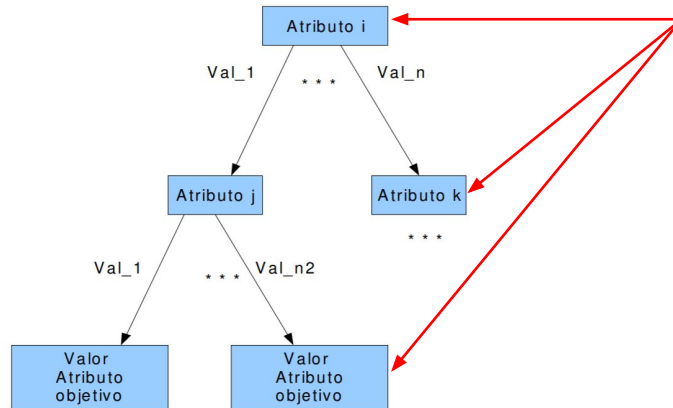 Atributo i
Val_1
* * *
Val_n
Atributo j
Atributo k
* * *
Val_1
* * *
Val_n2
Valor
Atributo
objetivo
Valor
Atributo
objetivo